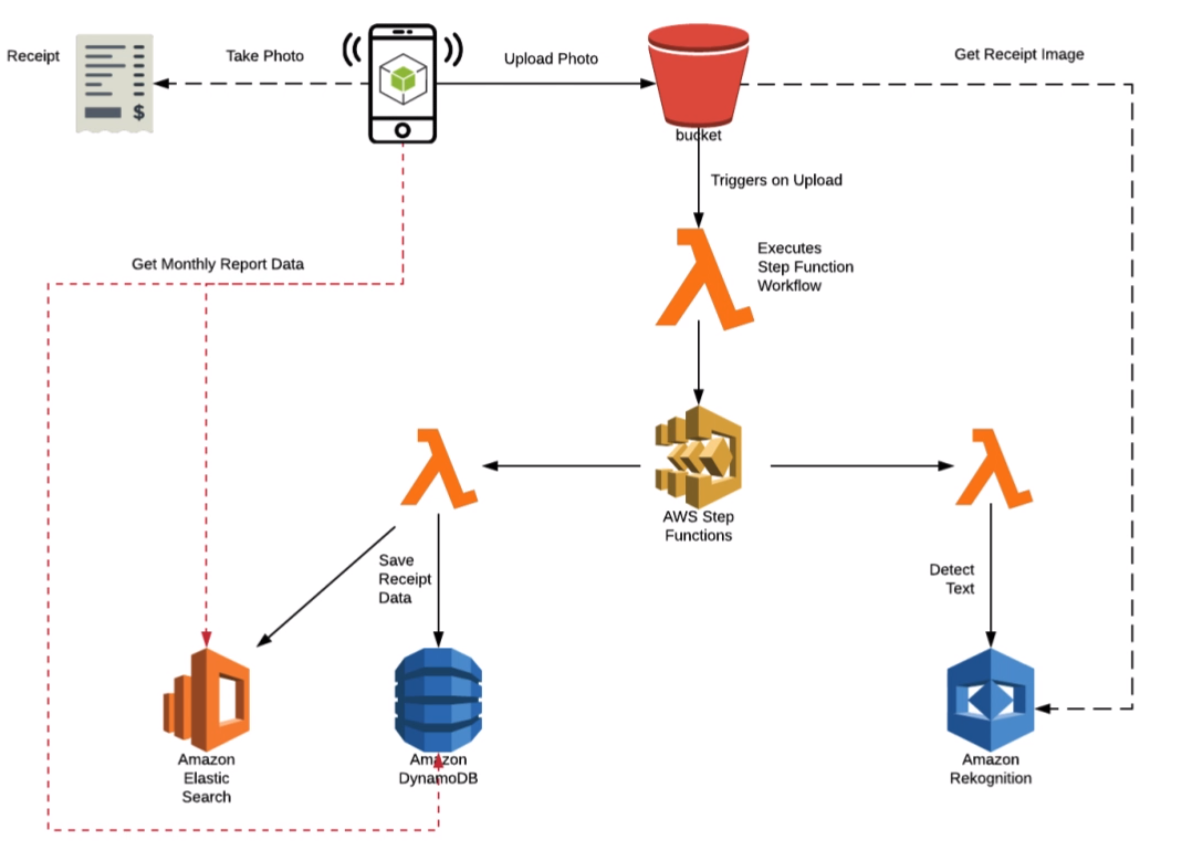 Receipt
Take Photo
Upload Photo
Get Receipt Image
$
bucket
Triggers on Upload
Executes
Step Function
Workflow
Get Monthly Report Data
AWS Step
Functions
Save
Receipt
Data
Detect
Text
Amazon
Elastic
Search
Amazon
DynamoDB
Amazon
Rekognition